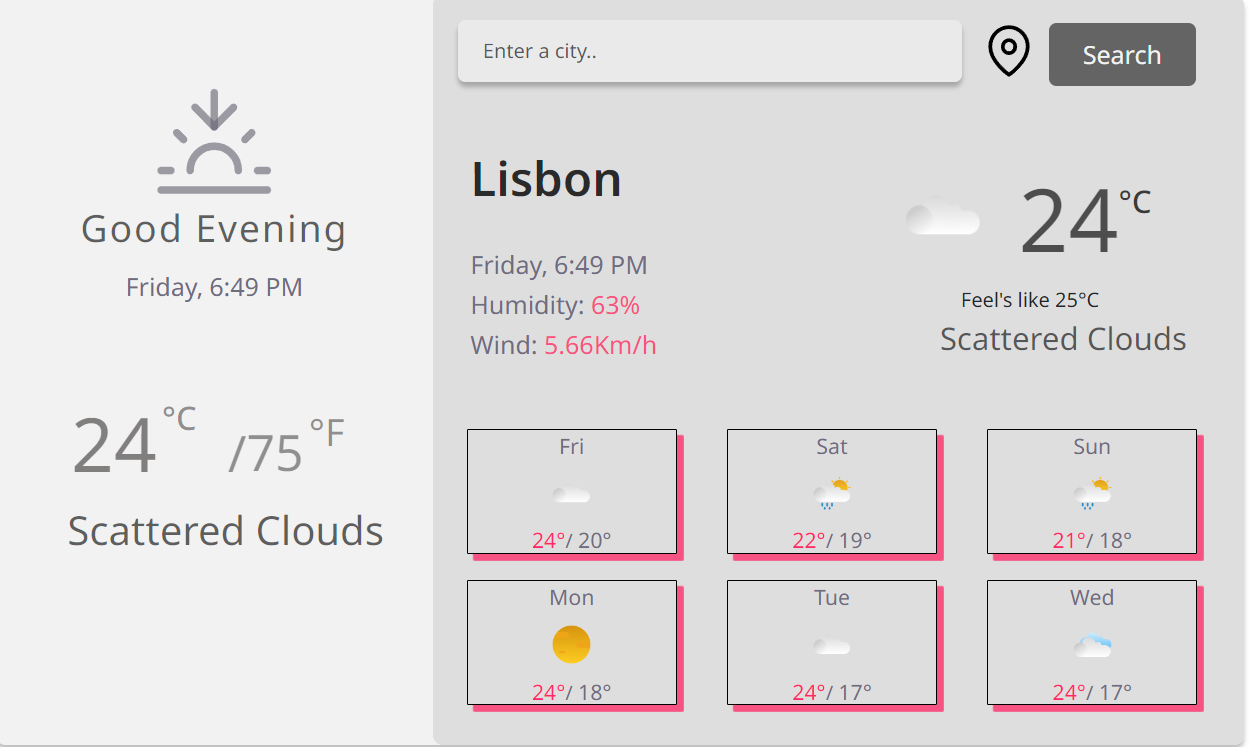 Enter a city..
Search
Good Evening
Friday, 6:49 PM
24°C /75°F
Scattered Clouds
Lisbon
Friday, 6:49 PM
Humidity: 63%
Wind: 5.66Km/h
24°C
Feel's like 25°C
Scattered Clouds
Fri
24°/ 20°
Sat
22°/ 19°
Sun
21°/ 18°
Mon
24°/ 18°
Tue
24°/ 17°
Wed
24°/ 17°